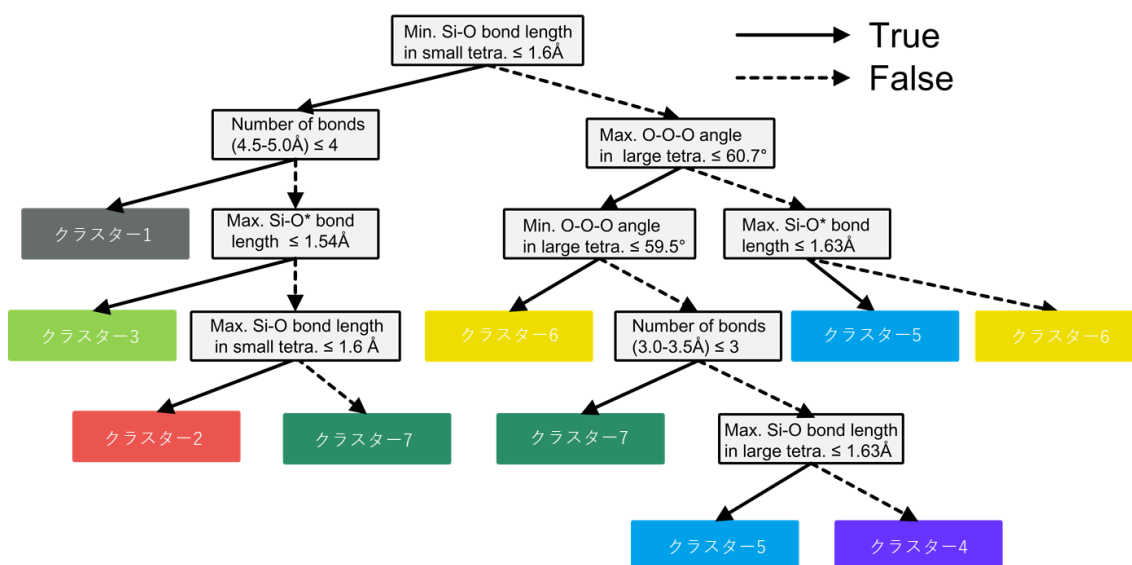 Min. Si-O bond length
in small tetra. ≤ 1.6Å
True
False
Number of bonds
(4.5-5.0Å) ≤ 4
Max. O-O-O angle
in large tetra. ≤ 60.7°
クラスター1
Max. Si-O* bond
length ≤ 1.54Å
Min. O-O-O angle
in large tetra. ≤ 59.5°
Max. Si-O* bond
length ≤ 1.63Å
クラスター3
Max. Si-O bond length
in small tetra. ≤ 1.6 Å
クラスター6
Number of bonds
(3.0-3.5Å) ≤ 3
クラスター5
クラスター6
クラスター2
クラスター7
クラスター7
Max. Si-O bond length
in large tetra. ≤ 1.63Å
クラスター5
クラスター4